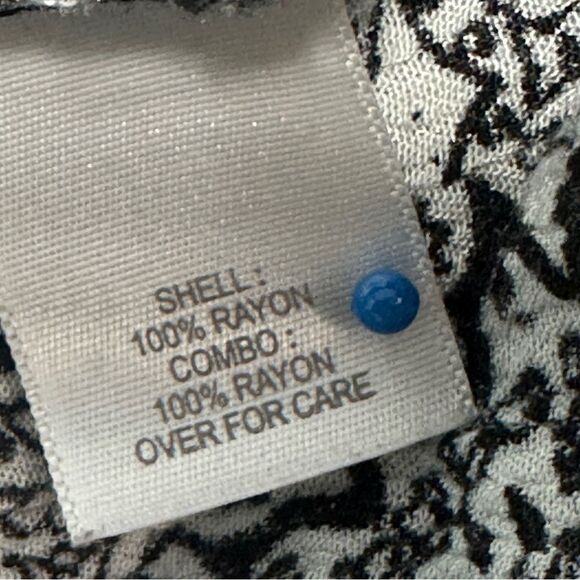 SHELL :
100% RAYON
COMBO :
100% RAYON
OVER FOR CARE